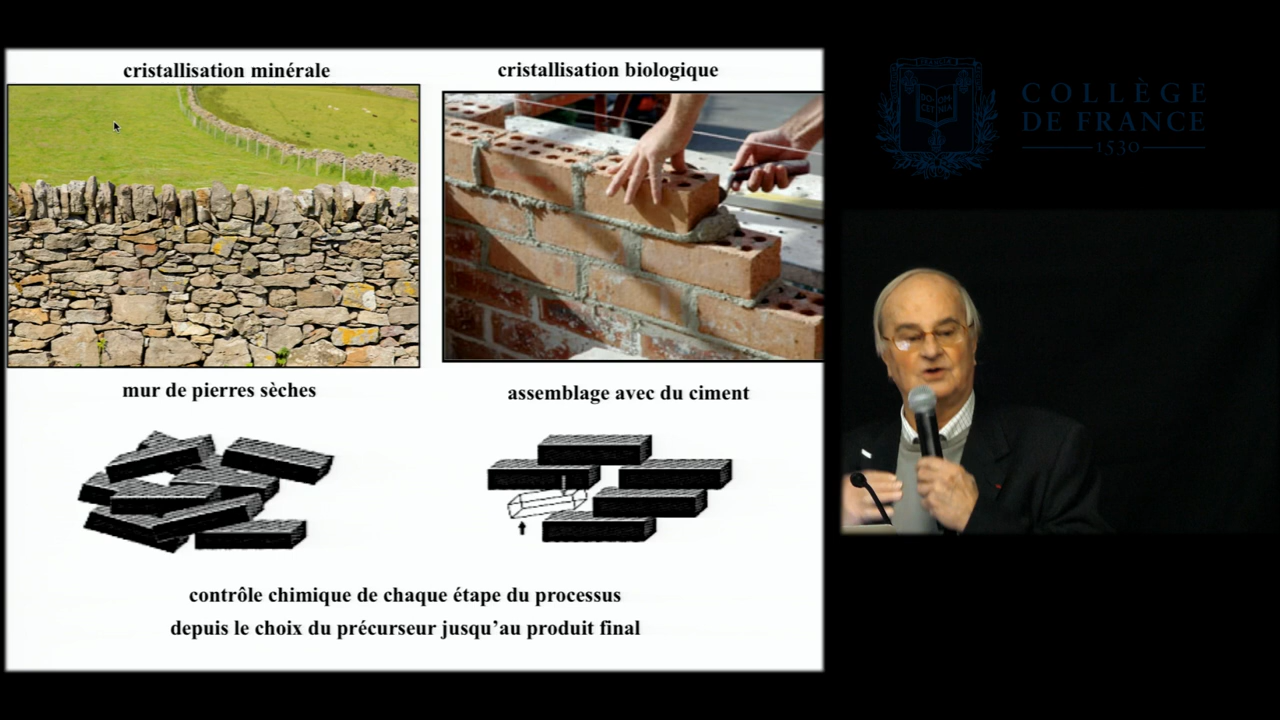 cristallisation minérale
cristallisation biologique
mur de pierres sèches
assemblage avec du ciment
contrôle chimique de chaque étape du processus
depuis le choix du précurseur jusqu'au produit final
COLLÈGE
DE FRANCE
1530